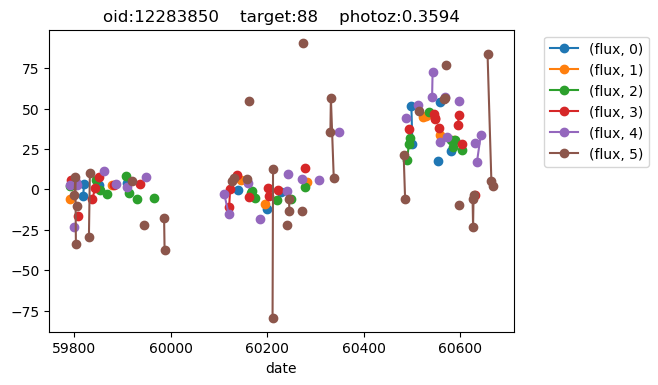 oid:12283850    target:88    photoz:0.3594
75
50
25
0
−25
−50
−75
59800 60000 60200 60400 60600
date
(flux, 0)
(flux, 1)
(flux, 2)
(flux, 3)
(flux, 4)
(flux, 5)